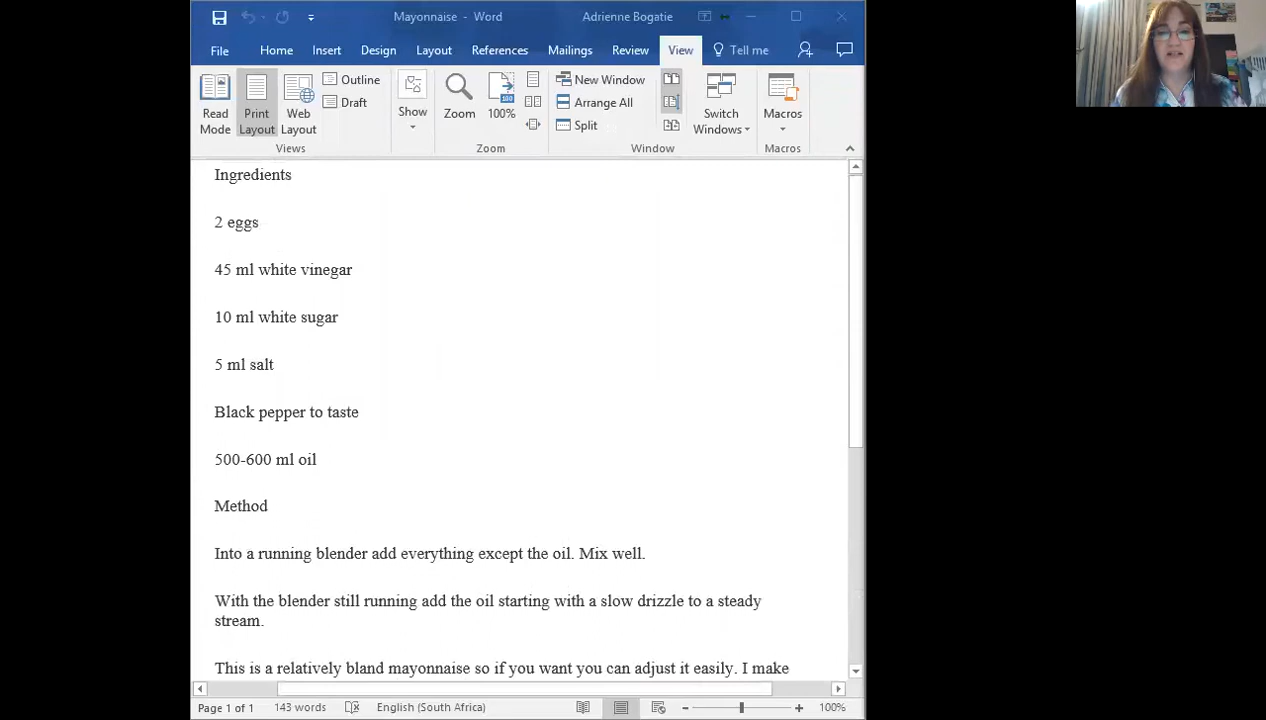 Mayonnaise - Word
Adrienne Bogatie
File
Home
Insert
Design
Layout
References
Mailings
Review
View
Tell me
Read Mode
Print Layout
Web Layout
Outline
Draft
Views
Show
Zoom
100
100%
Zoom
New Window
Arrange All
Split
Switch Windows
Window
Macros
Macros
Ingredients
2 eggs
45 ml white vinegar
10 ml white sugar
5 ml salt
Black pepper to taste
500-600 ml oil
Method
Into a running blender add everything except the oil. Mix well.
With the blender still running add the oil starting with a slow drizzle to a steady
stream.
This is a relatively bland mayonnaise so if you want you can adjust it easily. I make
Page 1 of 1
143 words
English (South Africa)
100%